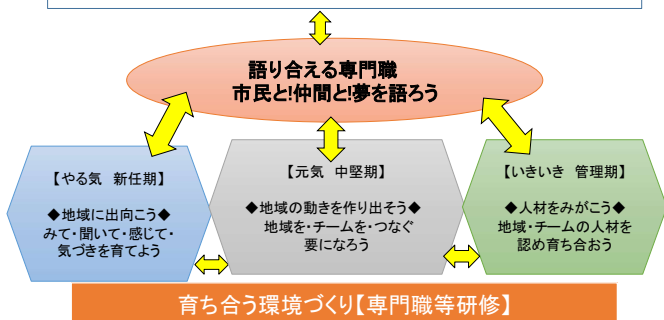 語り合える専門職
市民と!仲間と!夢を語ろう
【やる気 新任期】
◆地域に出向こう◆
みて・聞いて・感じて・
気づきを育てよう
【元気 中堅期】
◆地域の動きを作り出そう◆
地域を・チームを・つなぐ
要になろう
【いきいき 管理期】
◆人材をみがこう◆
地域・チームの人材を
認め育ち合おう
育ち合う環境づくり【専門職等研修】